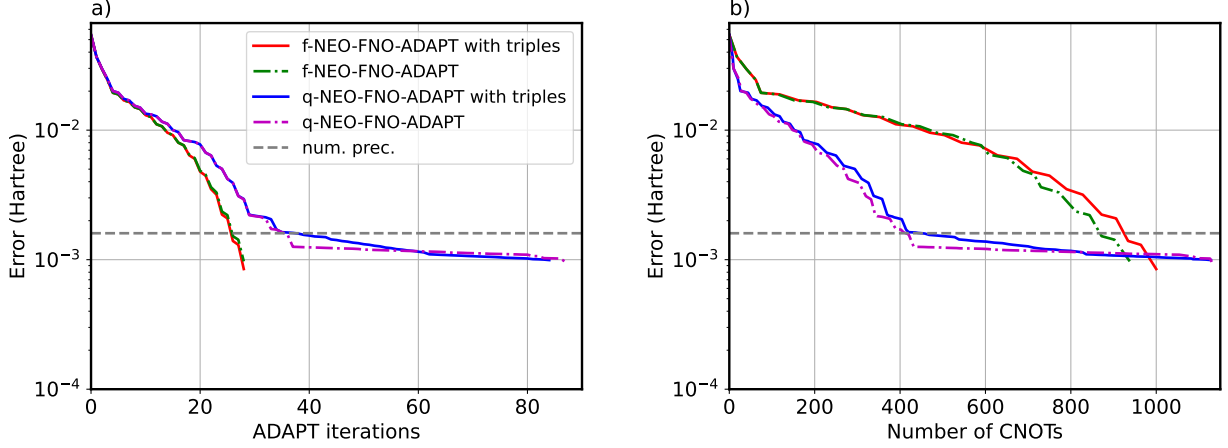 a)
f-NEO-FNO-ADAPT with triples
f-NEO-FNO-ADAPT
q-NEO-FNO-ADAPT with triples
q-NEO-FNO-ADAPT
num. prec.
Error (Hartree)
10⁻²
10⁻³
10⁻⁴
0 20 40 60 80
ADAPT iterations
b)
Error (Hartree)
10⁻²
10⁻³
10⁻⁴
0 200 400 600 800 1000
Number of CNOTs